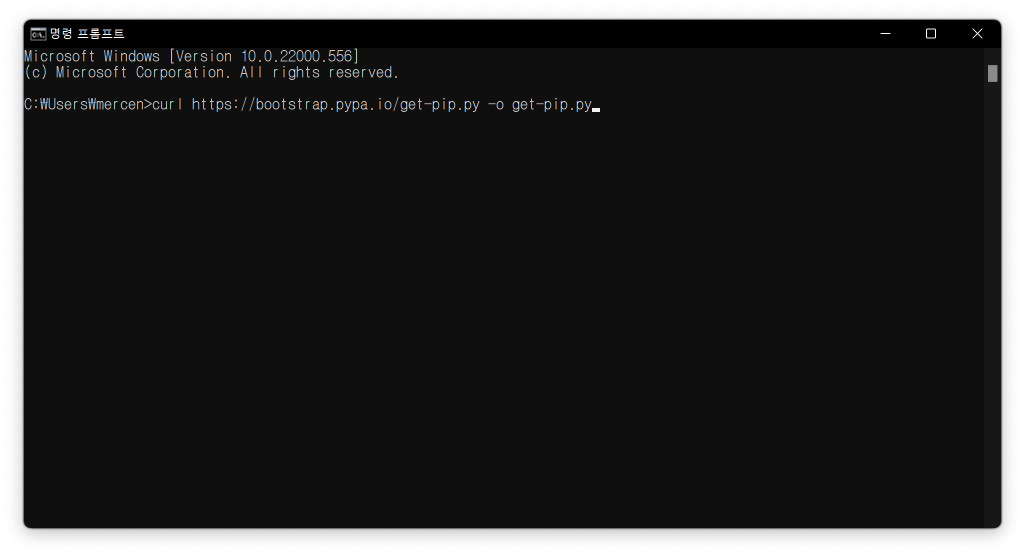 명령 프롬프트
Microsoft Windows [Version 10.0.22000.556]
(c) Microsoft Corporation. All rights reserved.
C:₩Users₩mercen>curl https://bootstrap.pypa.io/get-pip.py -o get-pip.py